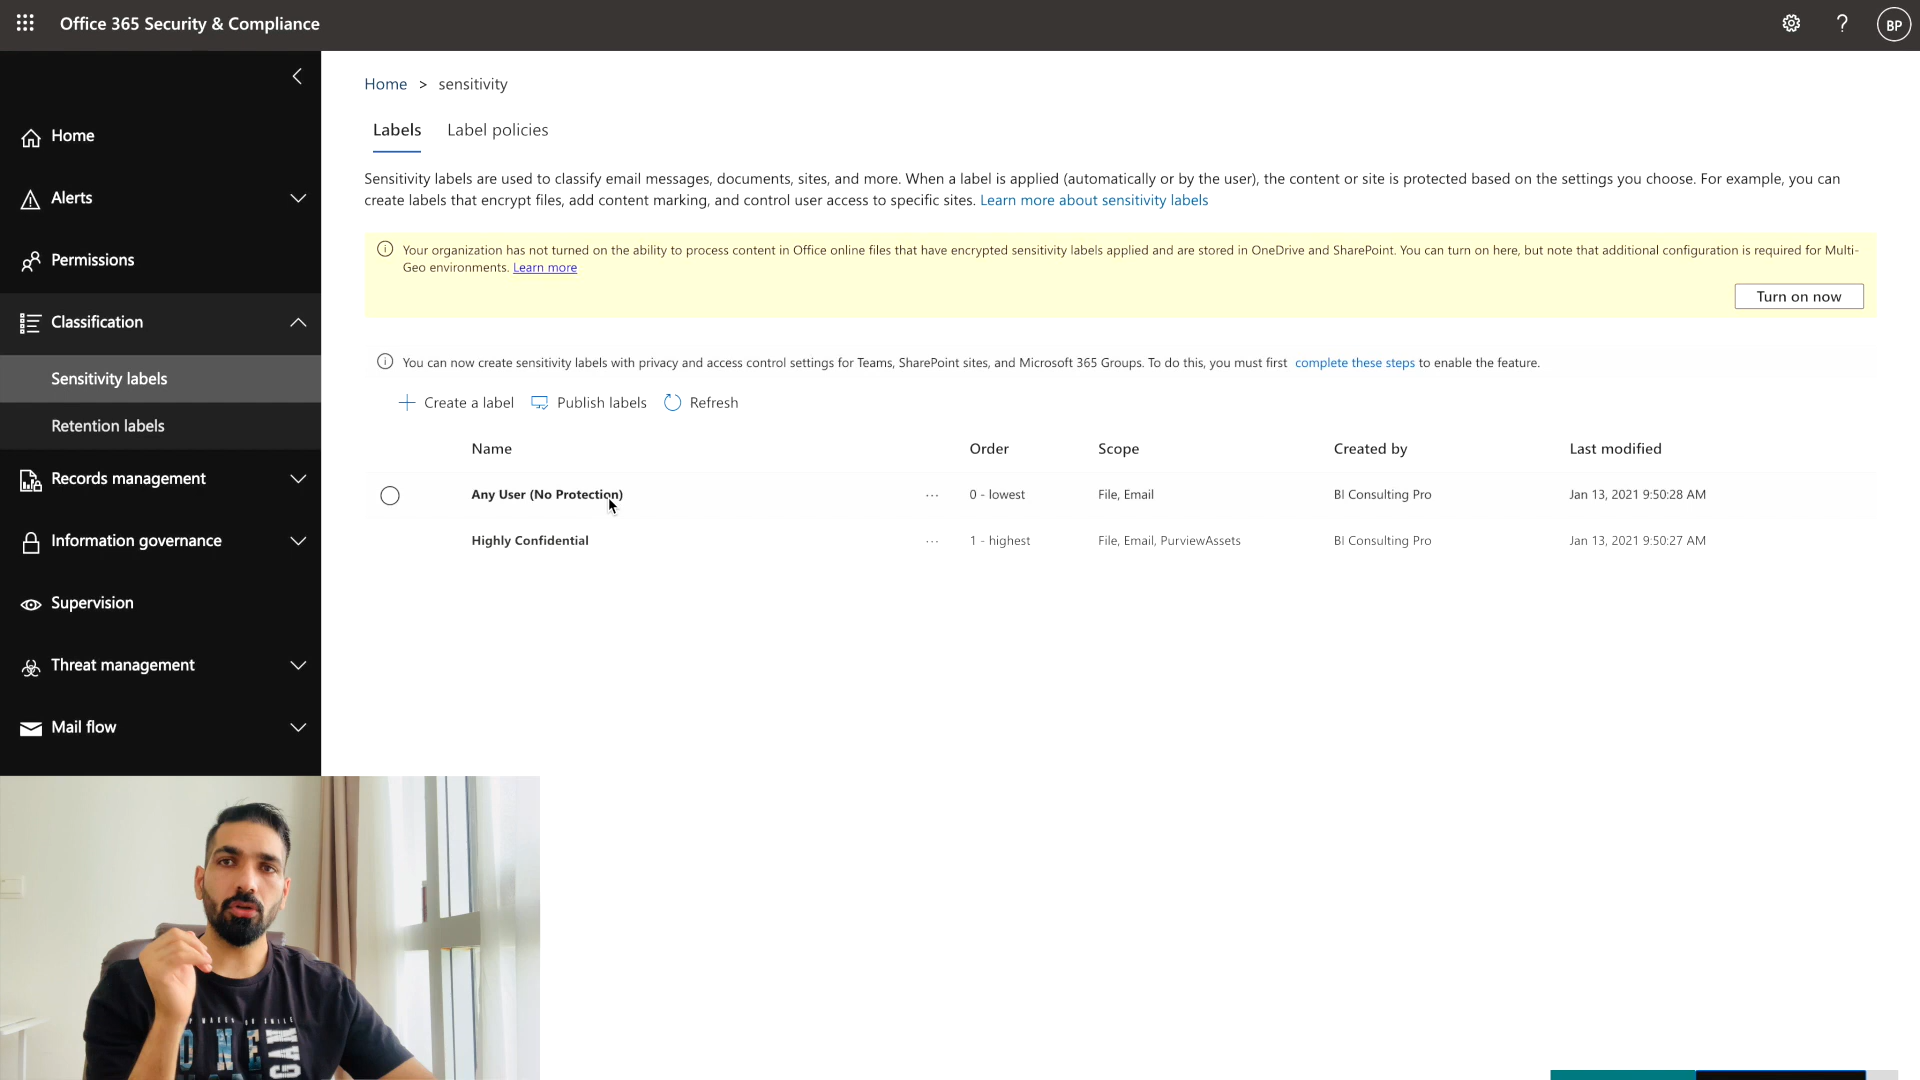 Office 365 Security & Compliance
?
BP
Home > sensitivity
Labels Label policies
Sensitivity labels are used to classify email messages, documents, sites, and more. When a label is applied (automatically or by the user), the content or site is protected based on the settings you choose. For example, you can
create labels that encrypt files, add content marking, and control user access to specific sites. Learn more about sensitivity labels
Your organization has not turned on the ability to process content in Office online files that have encrypted sensitivity labels applied and are stored in OneDrive and SharePoint. You can turn on here, but note that additional configuration is required for Multi-
Geo environments. Learn more
Turn on now
You can now create sensitivity labels with privacy and access control settings for Teams, SharePoint sites, and Microsoft 365 Groups. To do this, you must first complete these steps to enable the feature.
Create a label Publish labels Refresh
Name Order Scope Created by Last modified
Any User (No Protection) ... 0 - lowest File, Email BI Consulting Pro Jan 13, 2021 9:50:28 AM
Highly Confidential ... 1 - highest File, Email, PurviewAssets BI Consulting Pro Jan 13, 2021 9:50:27 AM
Home
Alerts
Permissions
Classification
Sensitivity labels
Retention labels
Records management
Information governance
Supervision
Threat management
Mail flow